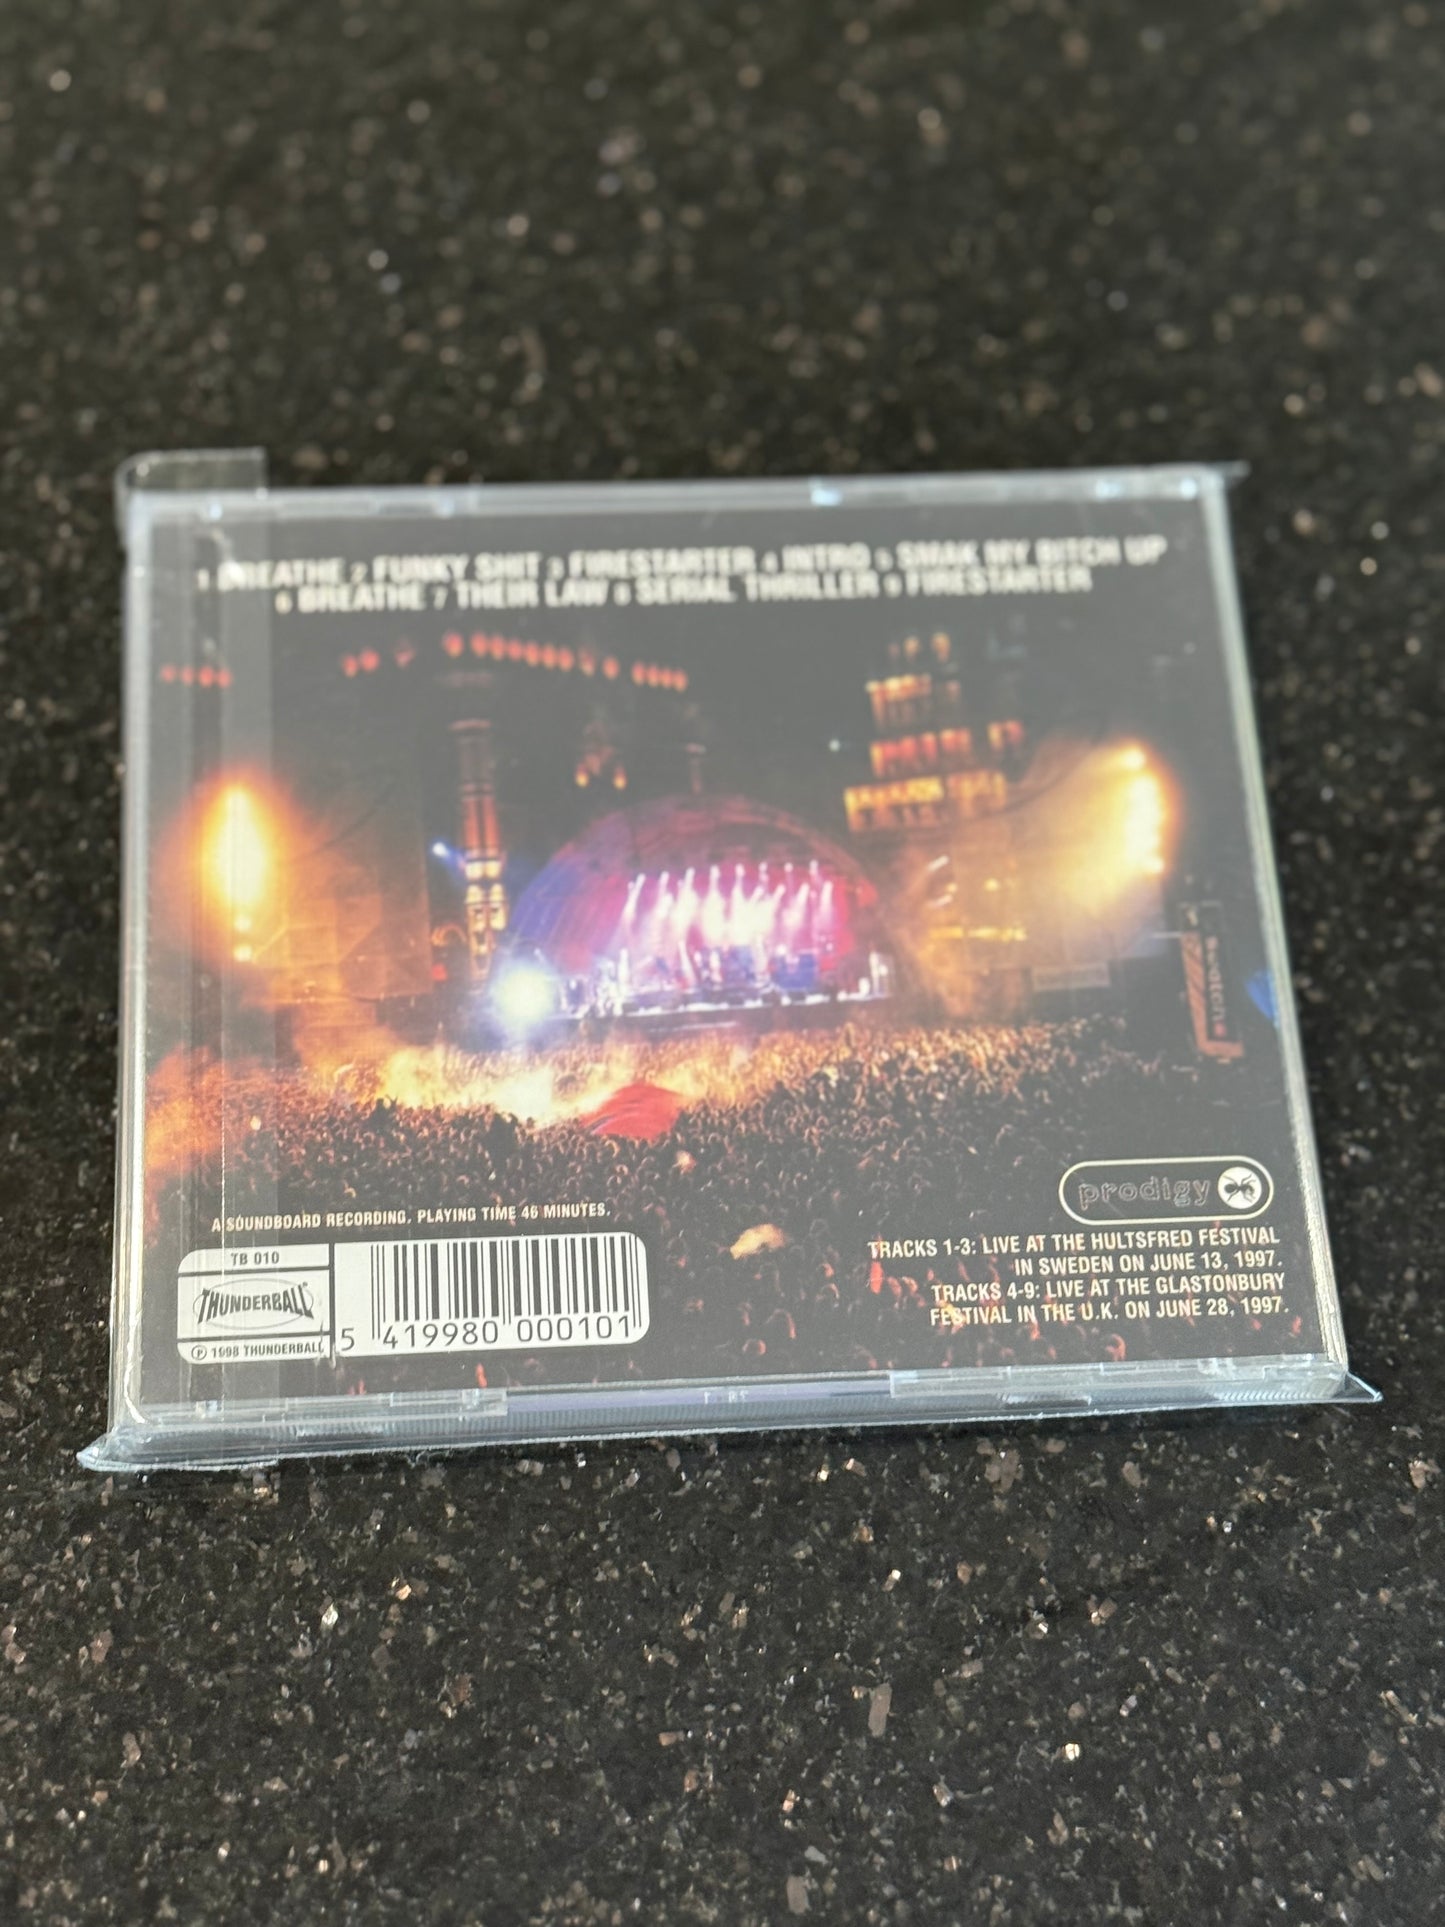 1 BREATHE 2 FUNKY SHIT 3 FIRESTARTER 4 INTRO 5 SMAK MY BITCH UP
6 BREATHE 7 THEIR LAW 8 SERIAL THRILLER 9 FIRESTARTER
prodigy
A SOUNDBOARD RECORDING, PLAYING TIME 46 MINUTES.
TB 010
THUNDERBALL
℗ 1998 THUNDERBALL
5 419980 000101
TRACKS 1-3: LIVE AT THE HULTSFRED FESTIVAL
IN SWEDEN ON JUNE 13, 1997.
TRACKS 4-9: LIVE AT THE GLASTONBURY
FESTIVAL IN THE U.K. ON JUNE 28, 1997.